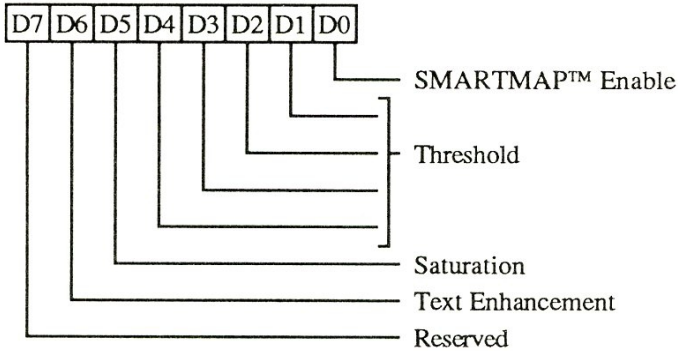 D7 D6 D5 D4 D3 D2 D1 D0
SMARTMAP™ Enable
Threshold
Saturation
Text Enhancement
Reserved